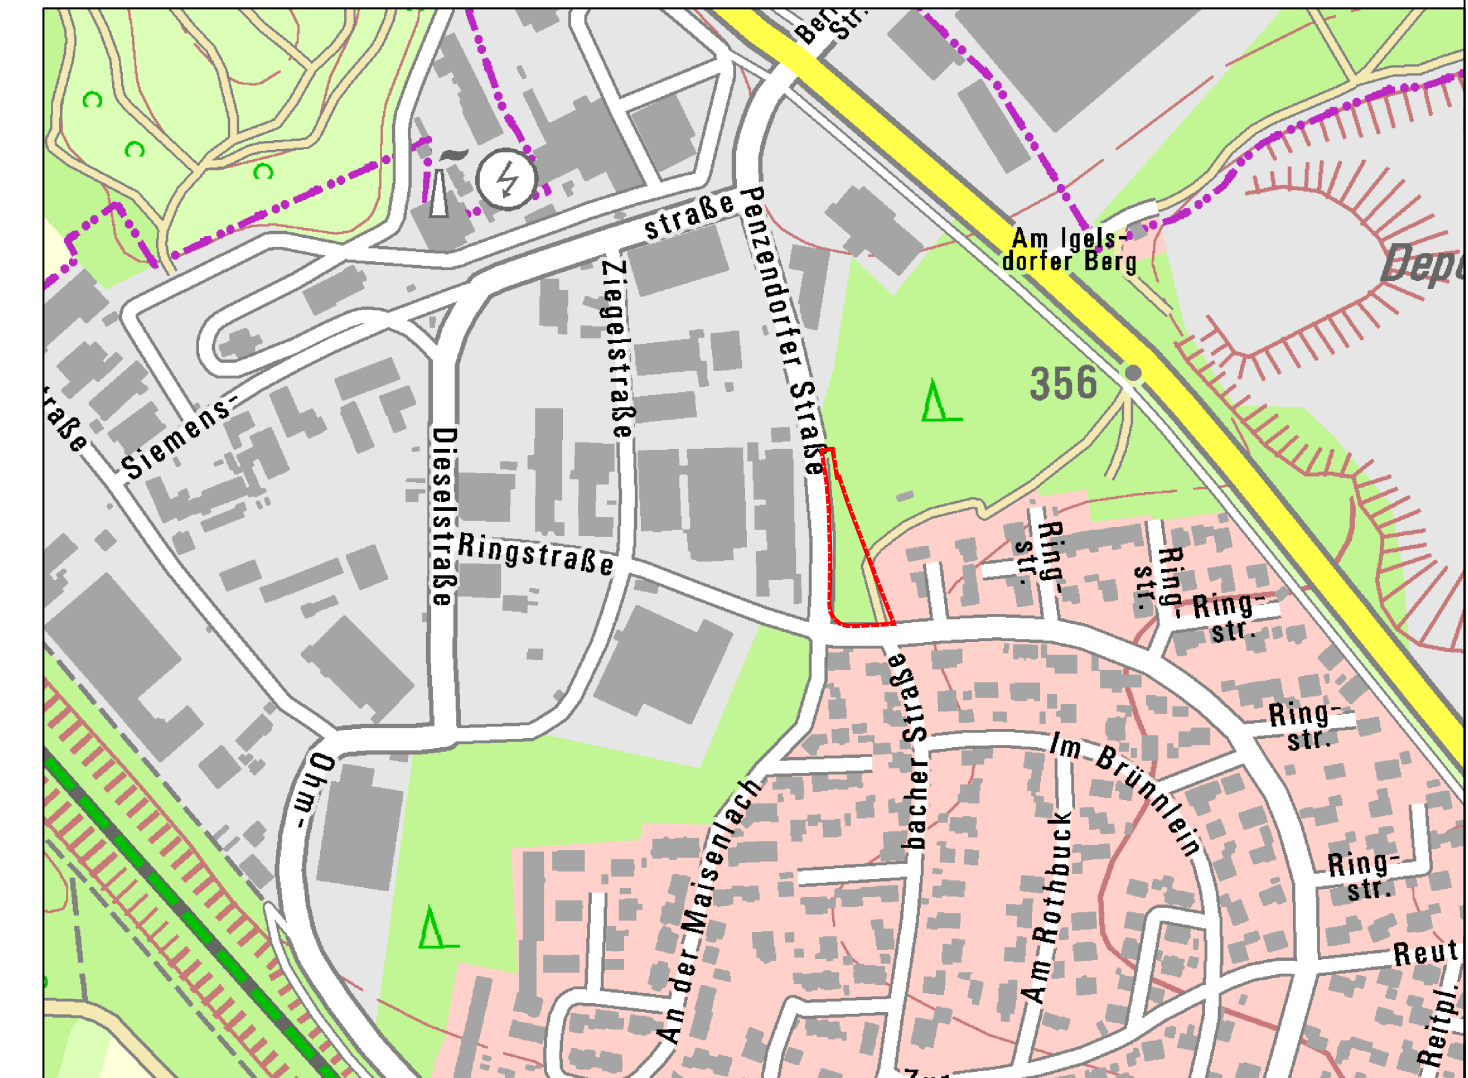 Bern
Str.
straße
Penzendorfer Straße
Am Igels-
dorfer Berg
Depo
Ziegelstraße
356
traße
Siemens-
Dieselstraße
Ringstraße
Ring-
str.
Ring-
str.
Ring-
str.
bacher Straße
Ring-
str.
Im Brünnlein
Ohm-
An der Maisenlach
Am Rothbuck
Ring-
str.
Reut
Reitpl.